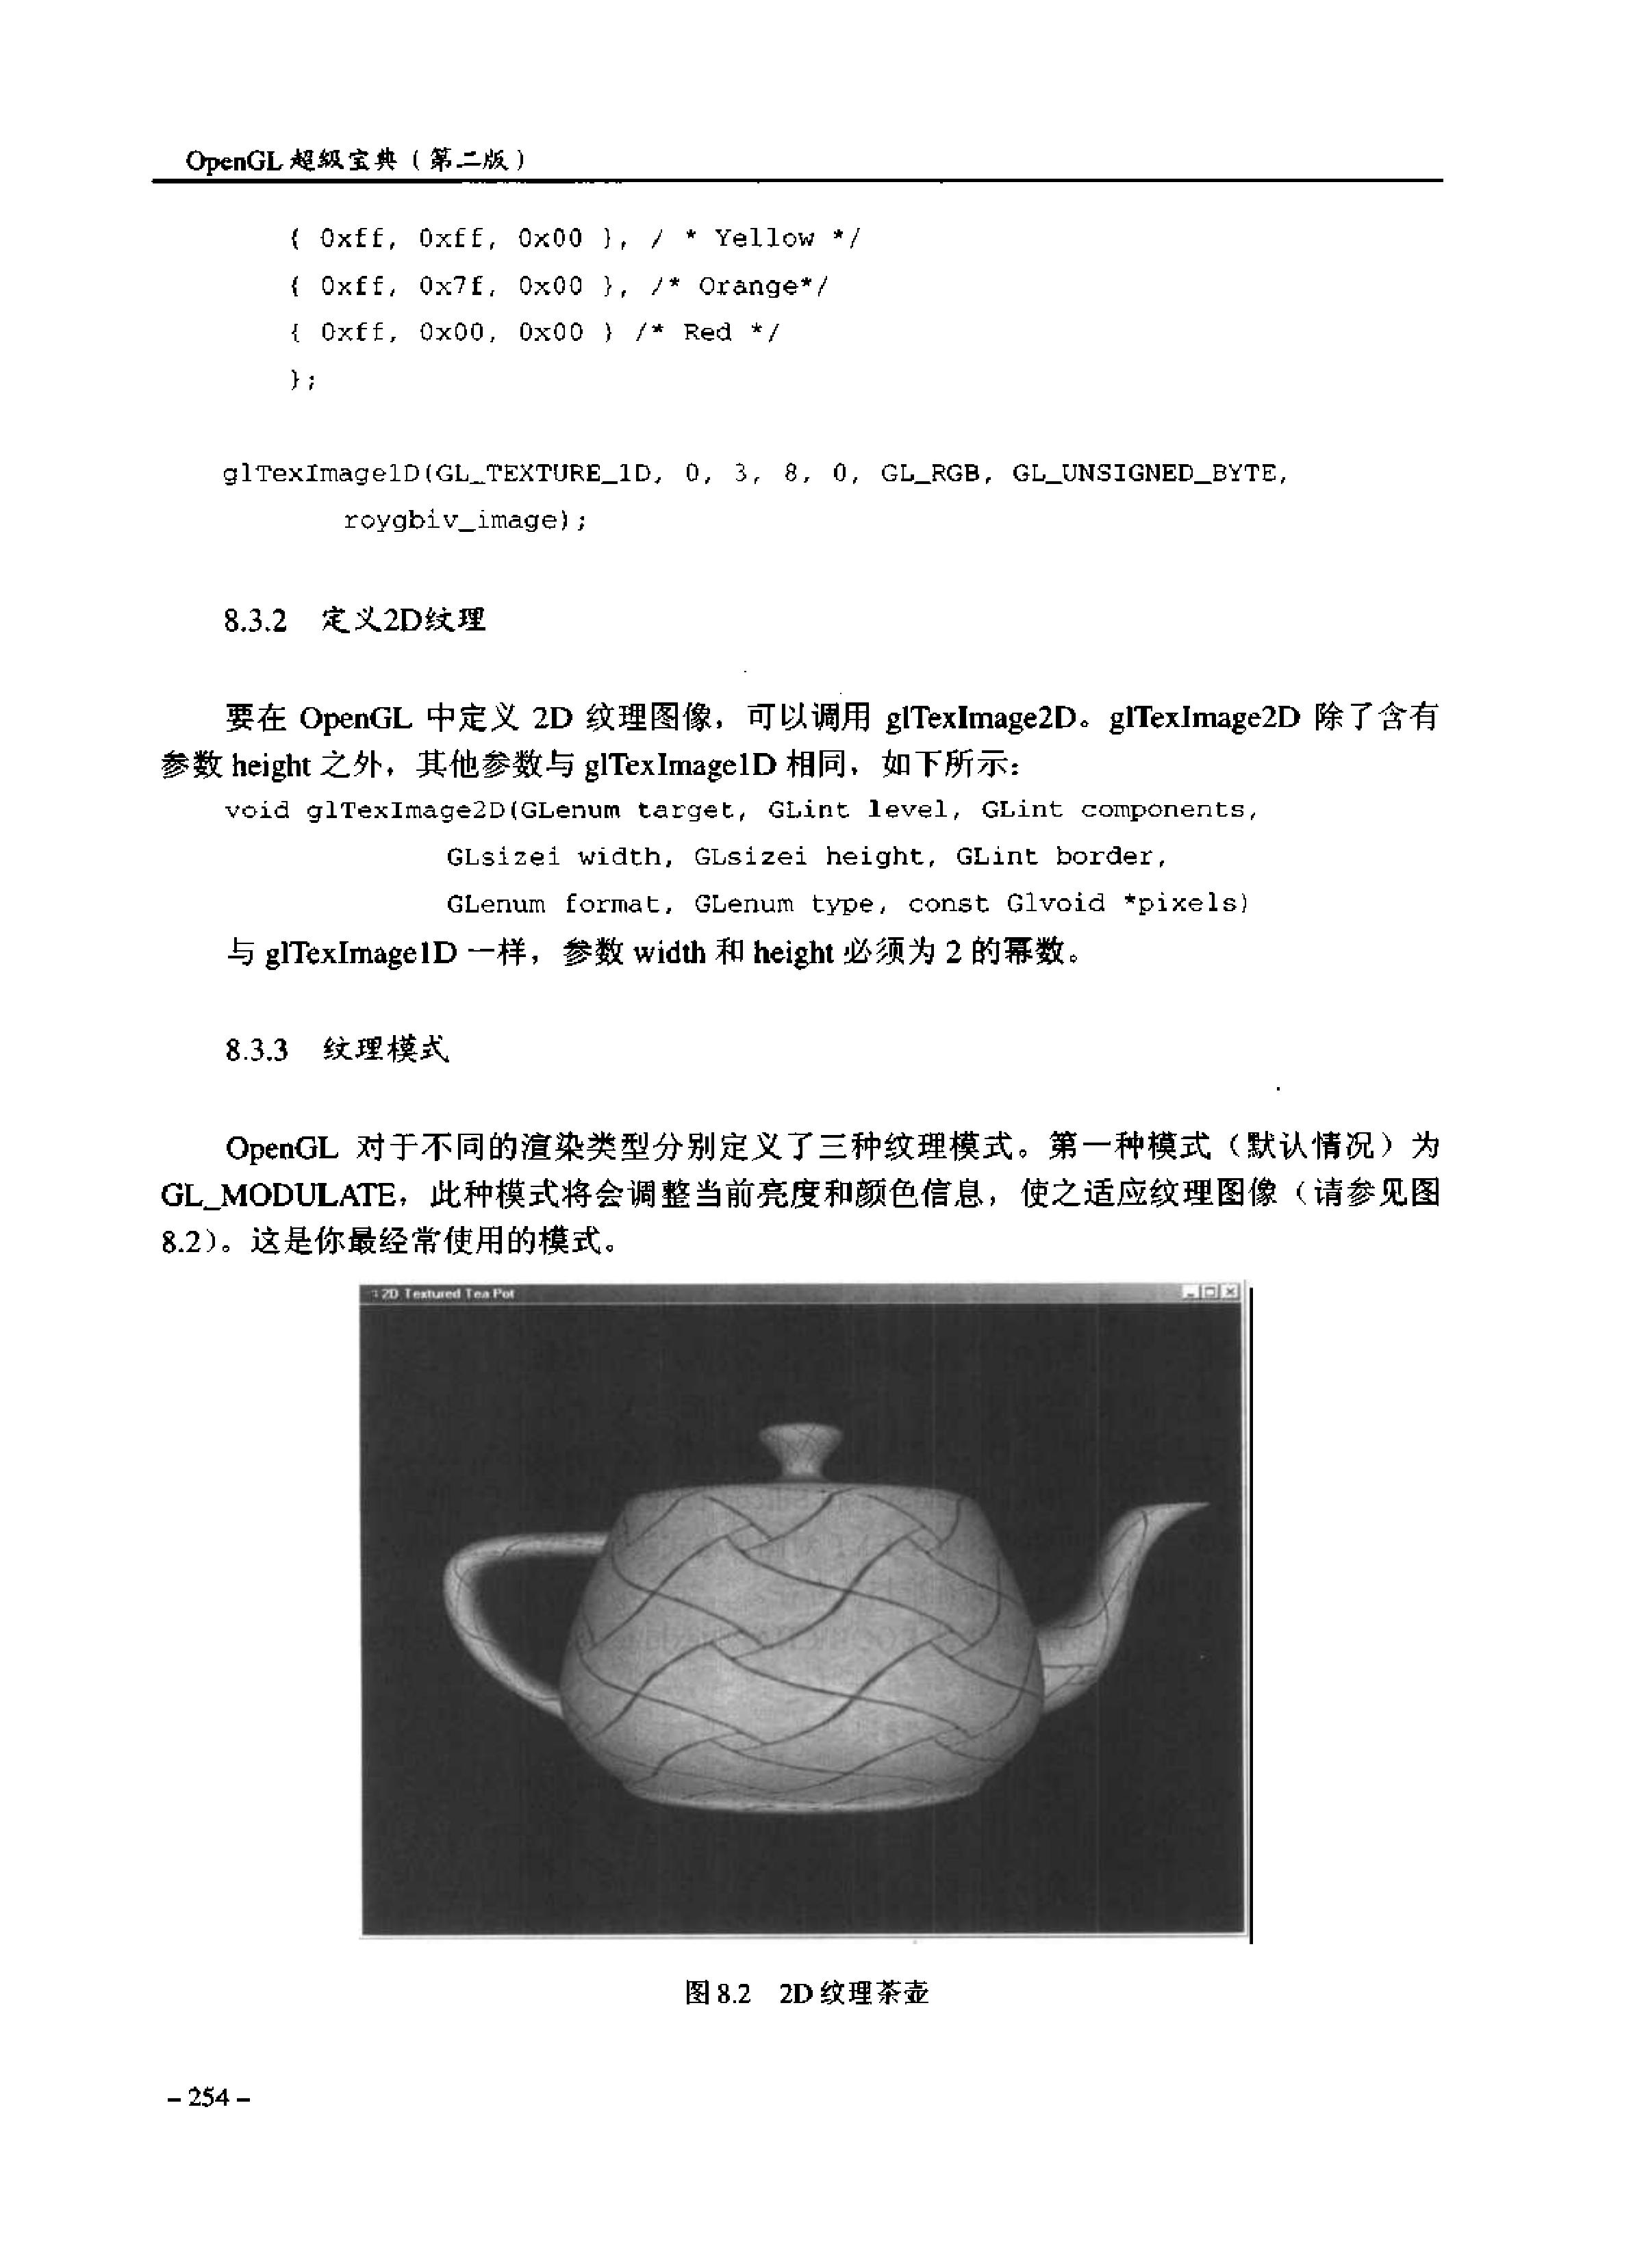 OpenGL 超级宝典（第二版）
{ 0xff, 0xff, 0x00 }, / * Yellow */
{ 0xff, 0x7f, 0x00 }, /* Orange*/
{ 0xff, 0x00, 0x00 } /* Red */
};
glTexImage1D(GL_TEXTURE_1D, 0, 3, 8, 0, GL_RGB, GL_UNSIGNED_BYTE,
roygbiv_image);
8.3.2 定义2D纹理
要在 OpenGL 中定义 2D 纹理图像，可以调用 glTexImage2D。glTexImage2D 除了含有
参数 height 之外，其他参数与 glTexImage1D 相同，如下所示：
void glTexImage2D(GLenum target, GLint level, GLint components,
GLsizei width, GLsizei height, GLint border,
GLenum format, GLenum type, const Glvoid *pixels)
与 glTexImage1D 一样，参数 width 和 height 必须为 2 的幂数。
8.3.3 纹理模式
OpenGL 对于不同的渲染类型分别定义了三种纹理模式。第一种模式（默认情况）为
GL_MODULATE，此种模式将会调整当前亮度和颜色信息，使之适应纹理图像（请参见图
8.2）。这是你最经常使用的模式。
2D Textured Tea Pot
图 8.2 2D 纹理茶壶
- 254 -